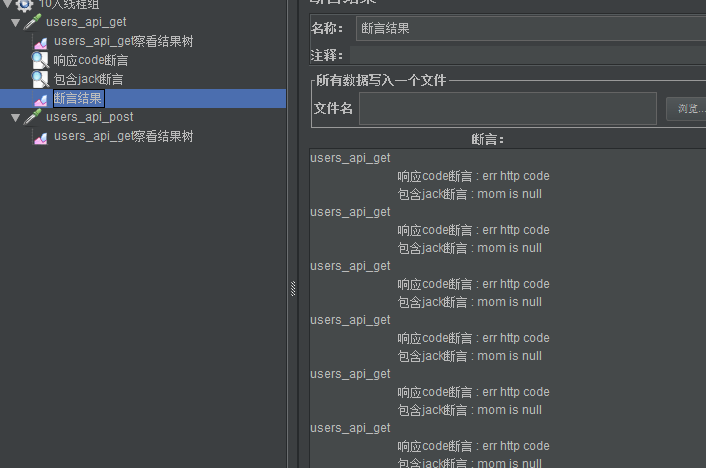 10人线程组
users_api_get
users_api_get察看结果树
响应code断言
包含jack断言
断言结果
users_api_post
users_api_get察看结果树
断言结果
名称： 断言结果
注释：
所有数据写入一个文件
文件名
浏览...
断言：
users_api_get
响应code断言 : err http code
包含jack断言 : mom is null
users_api_get
响应code断言 : err http code
包含jack断言 : mom is null
users_api_get
响应code断言 : err http code
包含jack断言 : mom is null
users_api_get
响应code断言 : err http code
包含jack断言 : mom is null
users_api_get
响应code断言 : err http code
包含jack断言 : mom is null
users_api_get
响应code断言 : err http code
包含jack断言 : mom is null